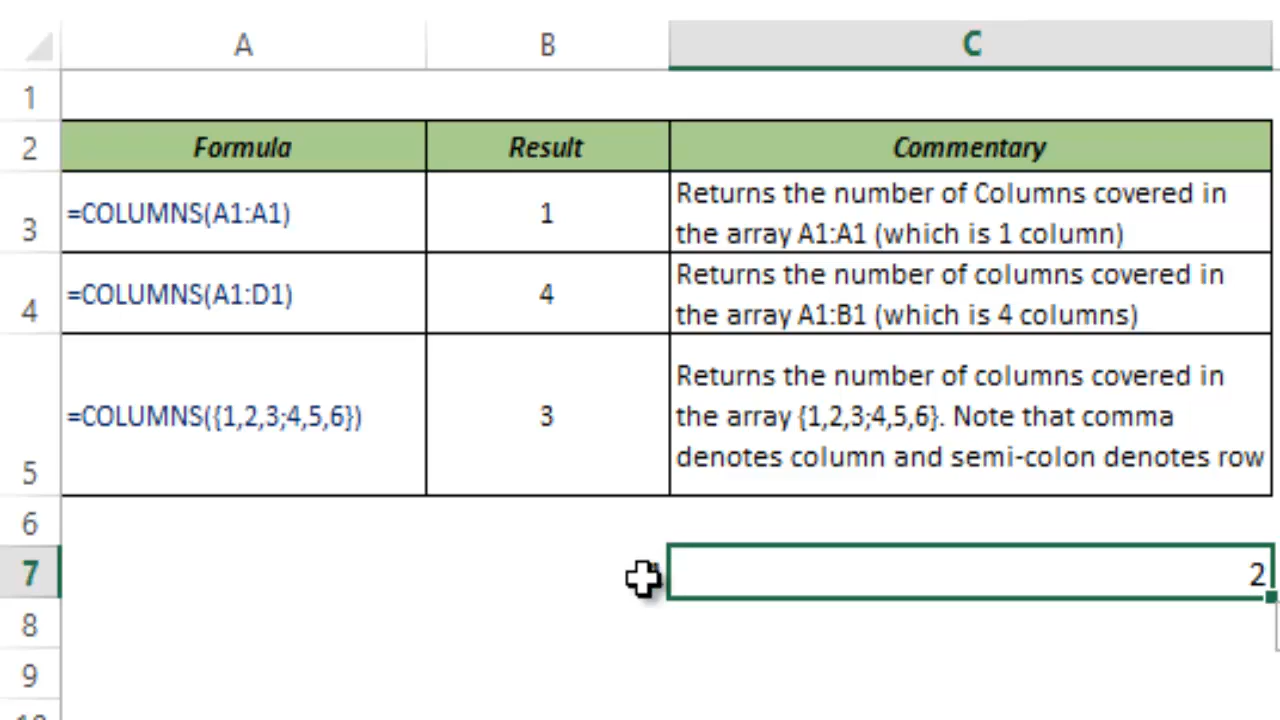 A B C
1
2 Formula Result Commentary
3 =COLUMNS(A1:A1) 1 Returns the number of Columns covered in
the array A1:A1 (which is 1 column)
4 =COLUMNS(A1:D1) 4 Returns the number of columns covered in
the array A1:B1 (which is 4 columns)
5 =COLUMNS({1,2,3;4,5,6}) 3 Returns the number of columns covered in
the array {1,2,3;4,5,6}. Note that comma
denotes column and semi-colon denotes row
6
7 2
8
9
10